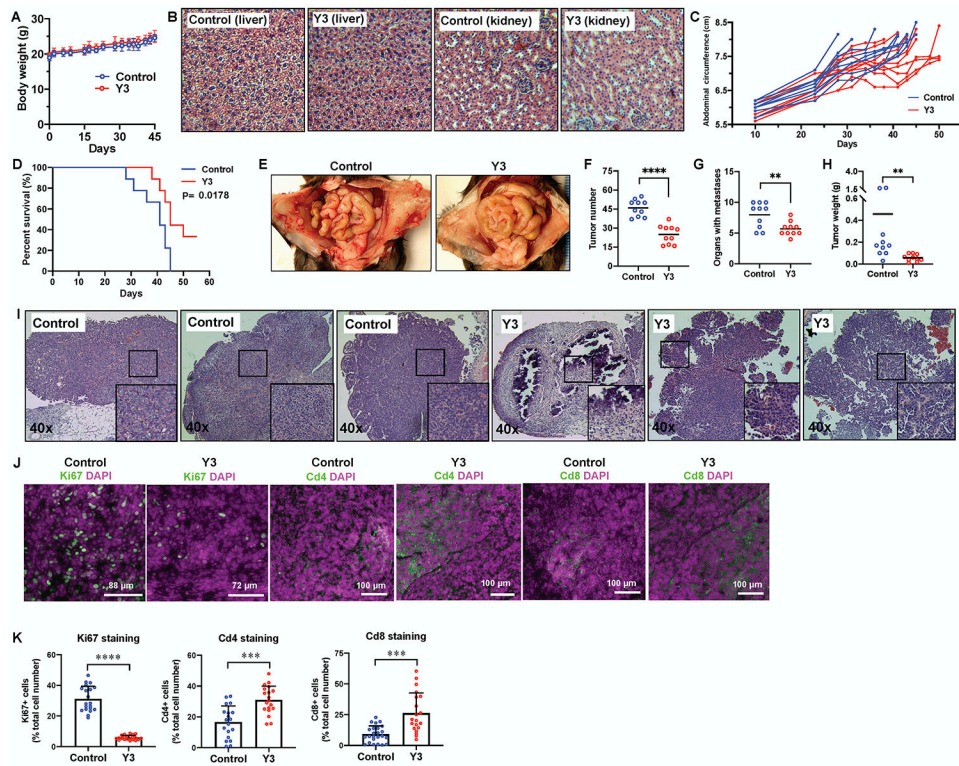 A
Body weight (g)
30
20
10
0
0
15
30
45
Days
Control
Y3
B
Control (liver)
Y3 (liver)
Control (kidney)
Y3 (kidney)
C
Abdominal circumference (cm)
8.5
7.5
6.5
5.5
0
10
20
30
40
50
Days
Control
Y3
D
Percent survival (%)
100
80
60
40
20
0
0
10
20
30
40
50
60
Days
Control
Y3
P= 0.0178
E
Control
Y3
F
Tumor number
75
60
45
30
15
0
****
Control Y3
G
Organs with metastases
15
10
5
0
**
Control Y3
H
Tumor weight (g)
1.6
0.6
0.4
0.2
0.0
**
Control Y3
I
Control
40x
Control
40x
Control
40x
Y3
40x
Y3
40x
Y3
40x
J
Control
Ki67 DAPI
88 µm
Y3
Ki67 DAPI
72 µm
Control
Cd4 DAPI
100 µm
Y3
Cd4 DAPI
100 µm
Control
Cd8 DAPI
100 µm
Y3
Cd8 DAPI
100 µm
K
Ki67 staining
Ki67+ cells
(% total cell number)
60
40
20
0
****
Control Y3
Cd4 staining
Cd4+ cells
(% total cell number)
60
40
20
0
***
Control Y3
Cd8 staining
Cd8+ cells
(% total cell number)
75
50
25
0
***
Control Y3